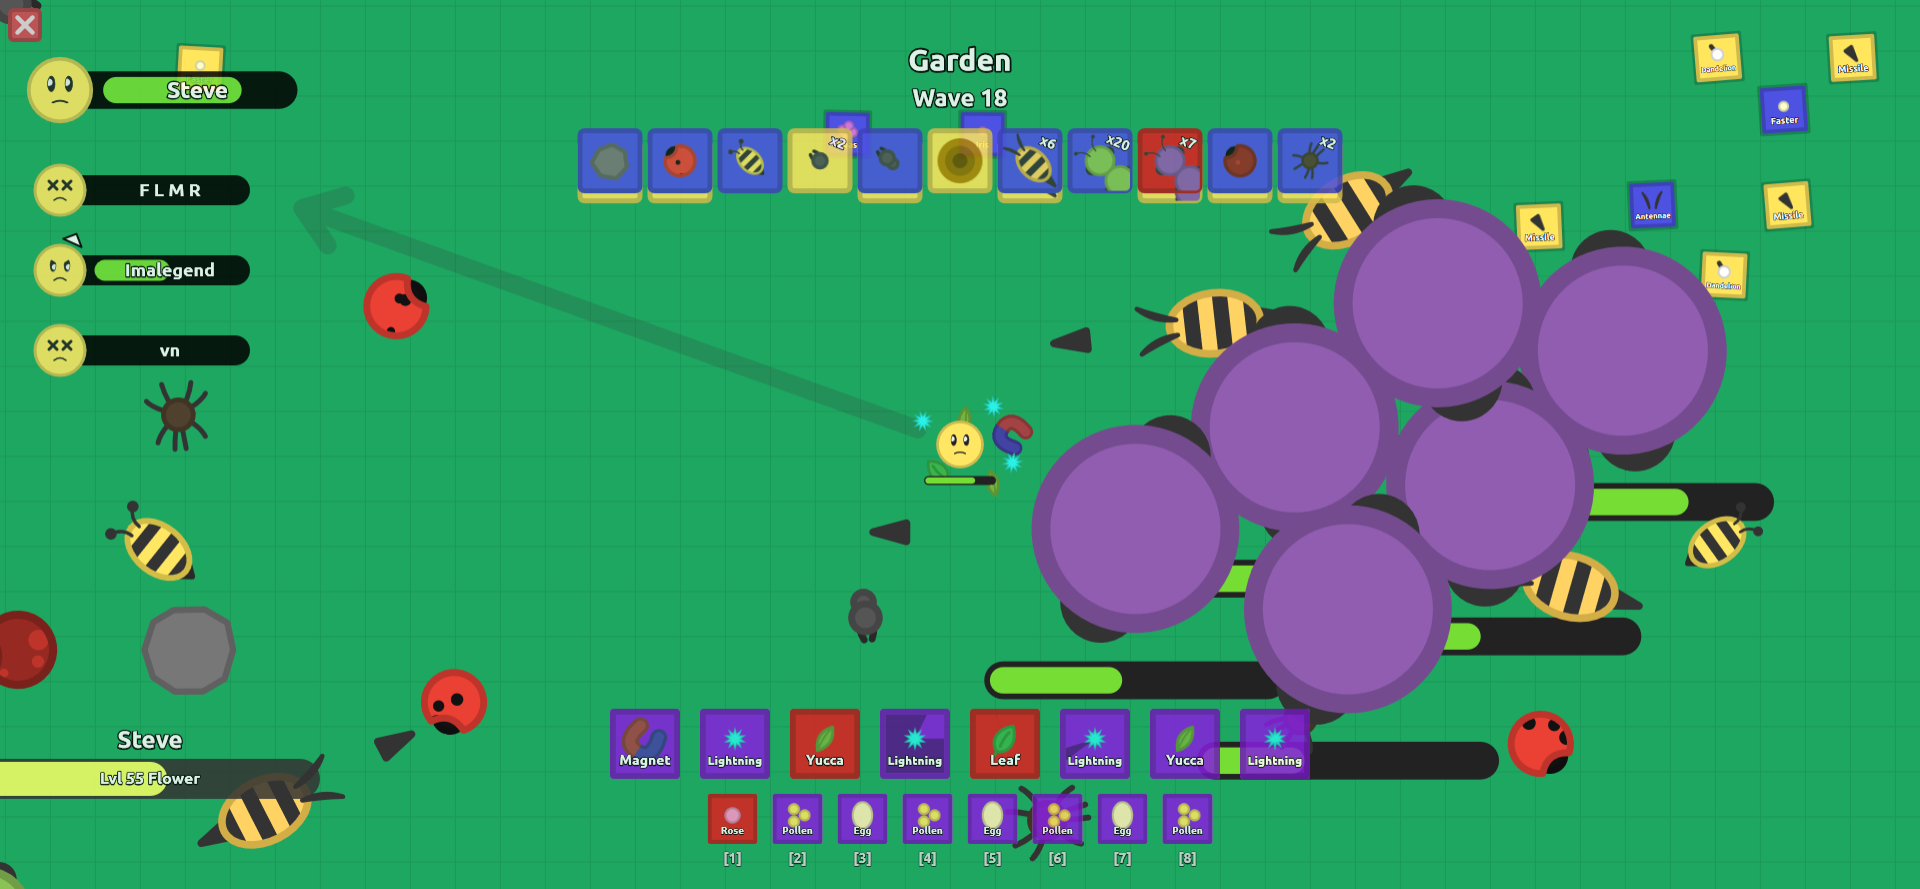 Garden
Wave 18
Steve
F L M R
Imalegend
vn
x2
x6
x20
x7
x2
Dandelion
Missile
Faster
Antennae
Missile
Missile
Dandelion
Steve
Lvl 55 Flower
Magnet
Lightning
Yucca
Lightning
Leaf
Lightning
Yucca
Lightning
Rose
Pollen
Egg
Pollen
Egg
Pollen
Egg
Pollen
[1]
[2]
[3]
[4]
[5]
[6]
[7]
[8]